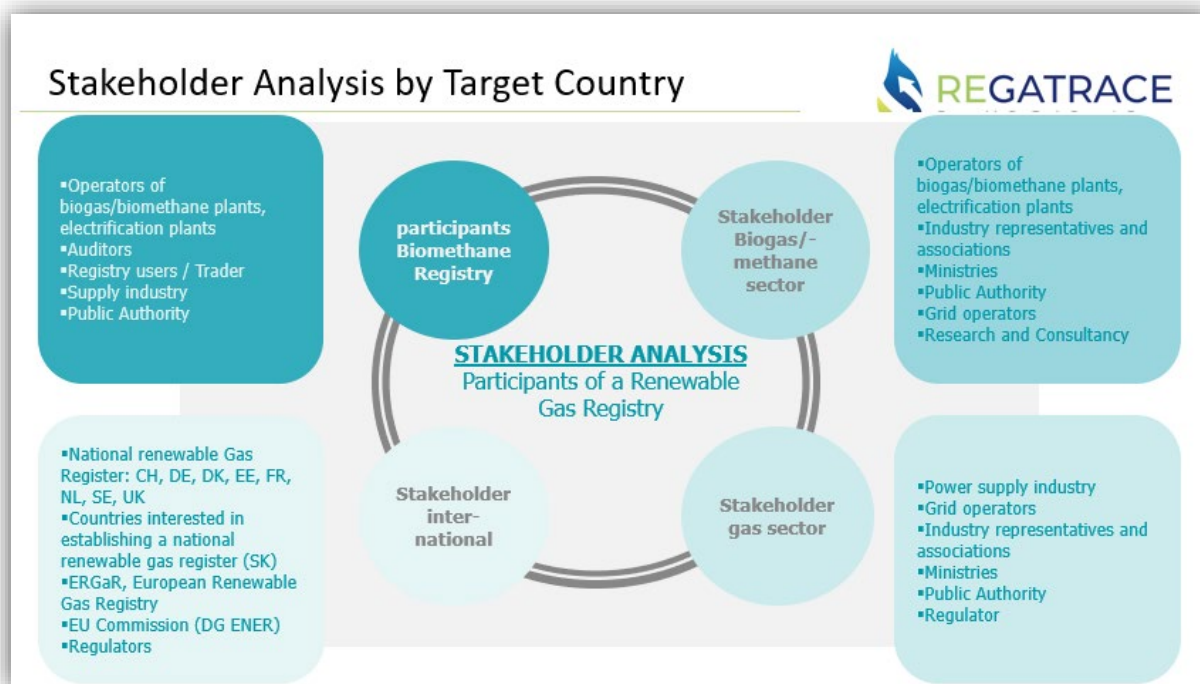 Stakeholder Analysis by Target Country
REGATRACE
▪Operators of
biogas/biomethane plants,
electrification plants
▪Auditors
▪Registry users / Trader
▪Supply industry
▪Public Authority
participants
Biomethane
Registry
Stakeholder
Biogas/-
methane
sector
▪Operators of
biogas/biomethane plants,
electrification plants
▪Industry representatives and
associations
▪Ministries
▪Public Authority
▪Grid operators
▪Research and Consultancy
STAKEHOLDER ANALYSIS
Participants of a Renewable
Gas Registry
▪National renewable Gas
Register: CH, DE, DK, EE, FR,
NL, SE, UK
▪Countries interested in
establishing a national
renewable gas register (SK)
▪ERGaR, European Renewable
Gas Registry
▪EU Commission (DG ENER)
▪Regulators
Stakeholder
inter-
national
Stakeholder
gas sector
▪Power supply industry
▪Grid operators
▪Industry representatives and
associations
▪Ministries
▪Public Authority
▪Regulator